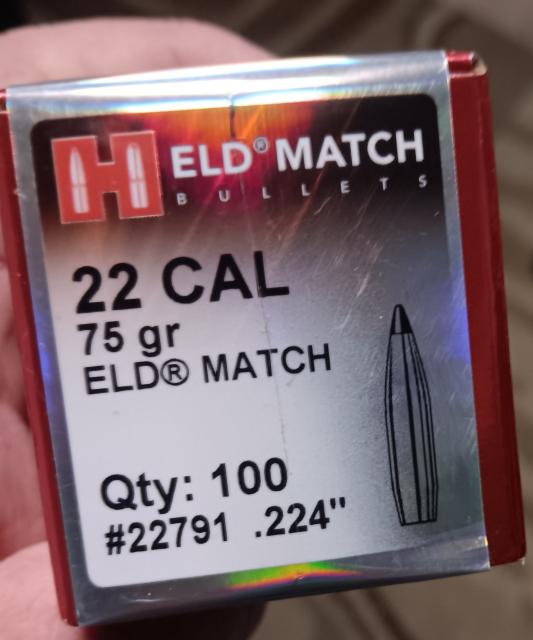 H ELD® MATCH
BULLETS
22 CAL
75 gr
ELD® MATCH
Qty: 100
#22791 .224"